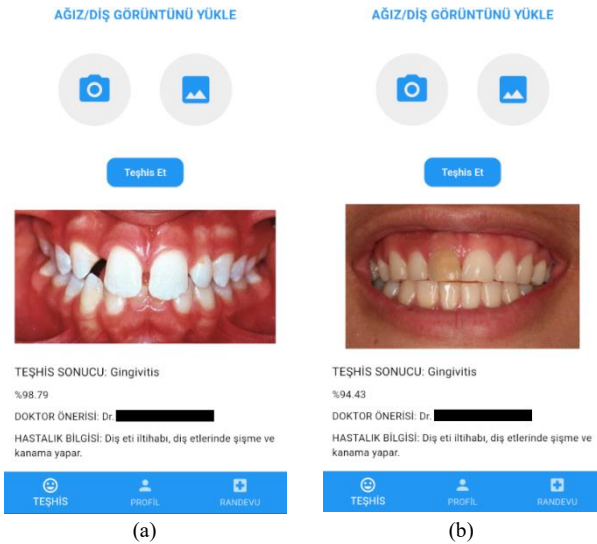 AĞIZ/DİŞ GÖRÜNTÜNÜ YÜKLE
Teşhis Et
TEŞHİS SONUCU: Gingivitis
%98.79
DOKTOR ÖNERİSİ: Dr.
HASTALIK BİLGİSİ: Diş eti iltihabı, diş etlerinde şişme ve
kanama yapar.
TEŞHİS PROFİL RANDEVU
(a)
AĞIZ/DİŞ GÖRÜNTÜNÜ YÜKLE
Teşhis Et
TEŞHİS SONUCU: Gingivitis
%94.43
DOKTOR ÖNERİSİ: Dr.
HASTALIK BİLGİSİ: Diş eti iltihabı, diş etlerinde şişme ve
kanama yapar.
TEŞHİS PROFİL RANDEVU
(b)